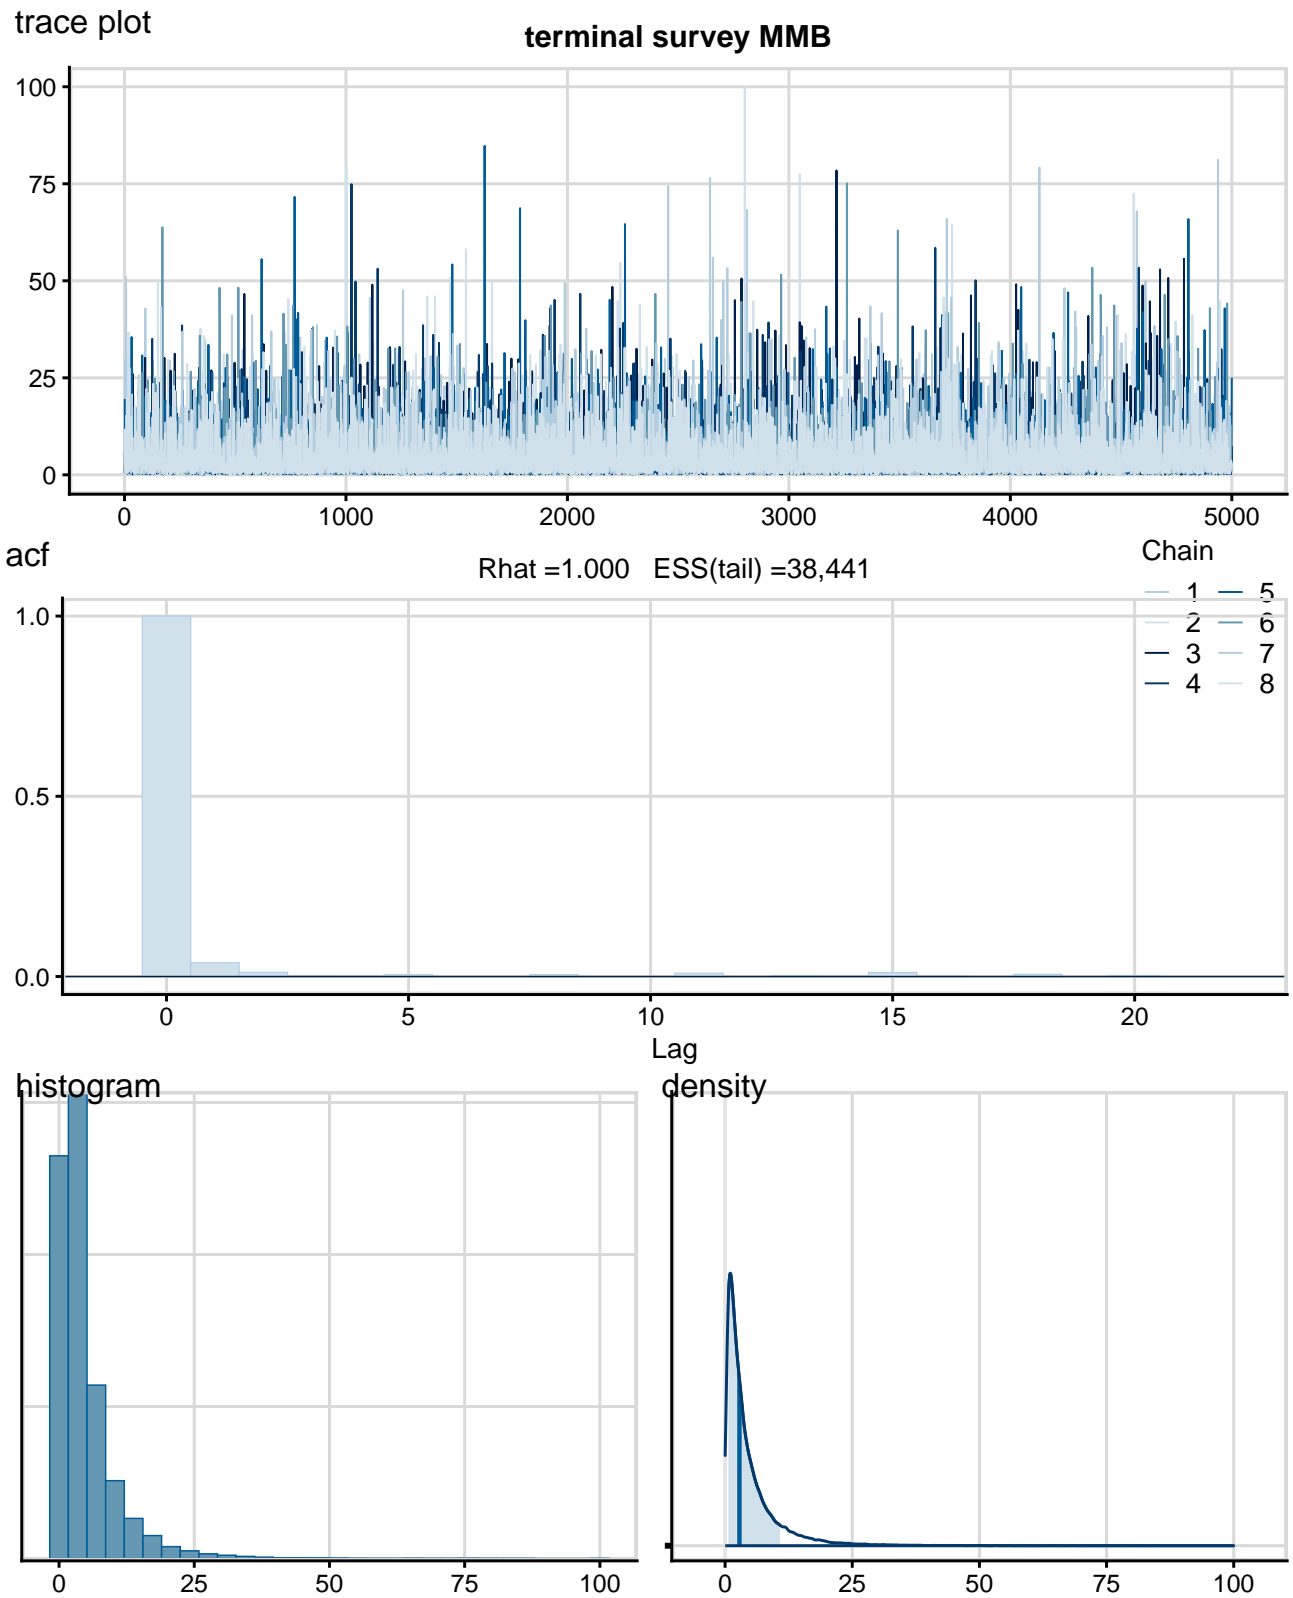 trace plot
terminal survey MMB
100
75
50
25
0
0 1000 2000 3000 4000 5000
acf
Rhat =1.000 ESS(tail) =38,441
Chain
1 5
2 6
3 7
4 8
1.0
0.5
0.0
0 5 10 15 20
Lag
histogram
density
0 25 50 75 100
0 25 50 75 100